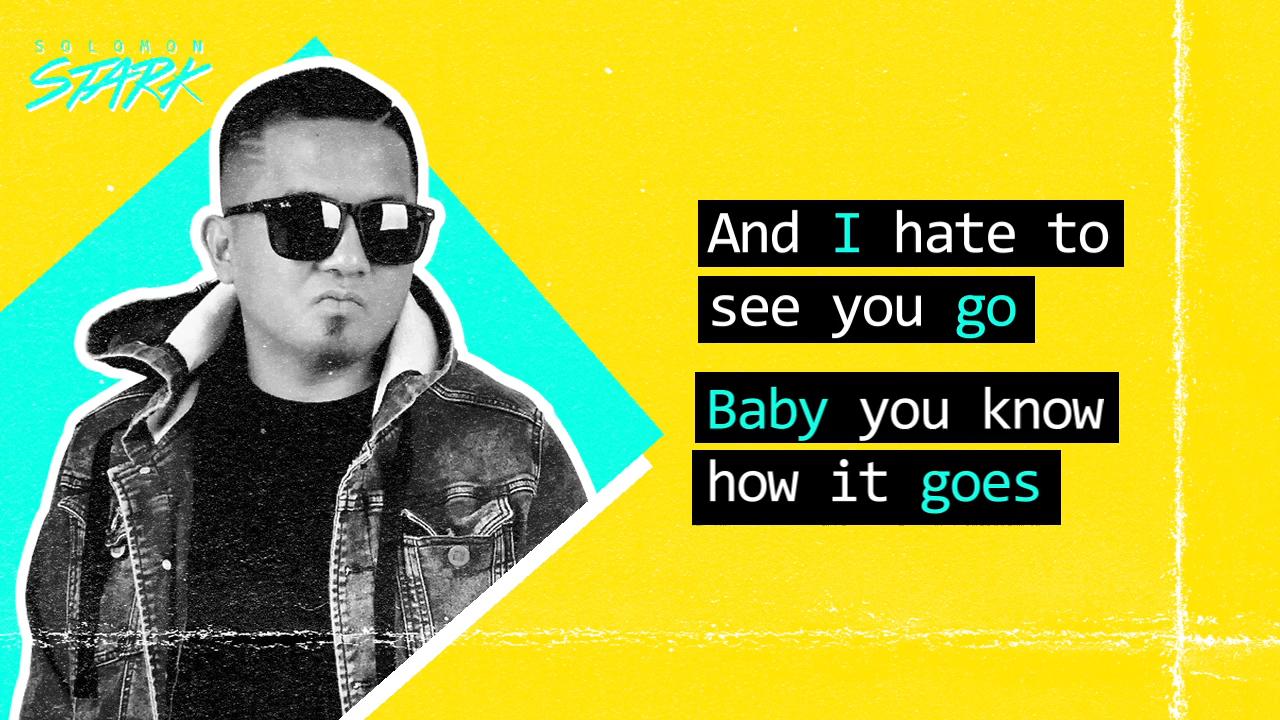 SOLOMON
STARK
And I hate to
see you go
Baby you know
how it goes